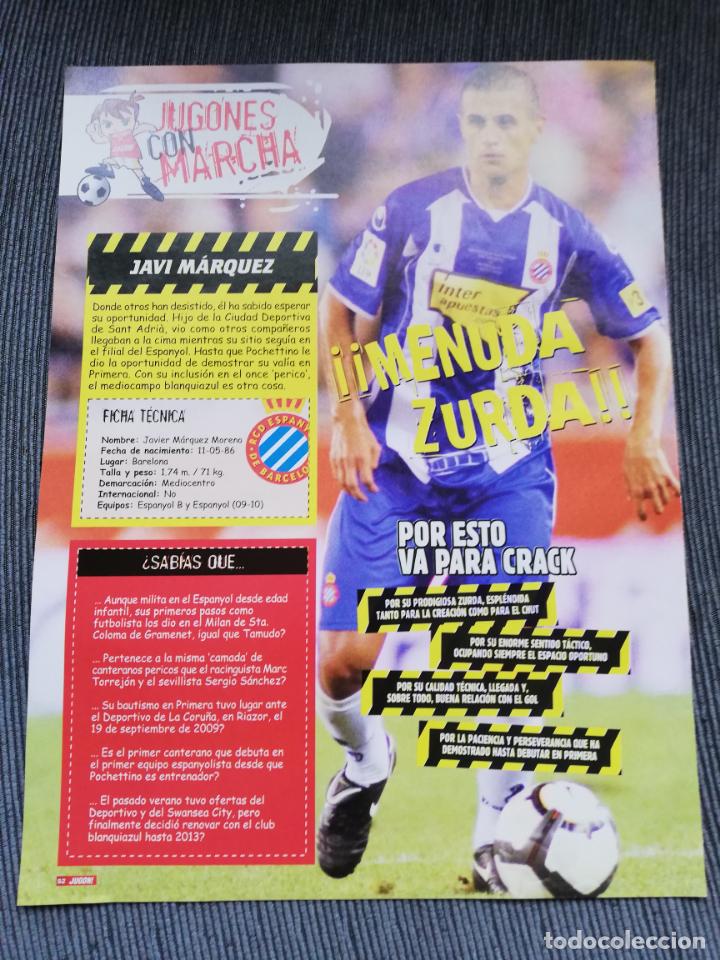 JUGONES
CON
MARCHA
JAVI MÁRQUEZ
Donde otros han desistido, él ha sabido esperar
su oportunidad. Hijo de la Ciudad Deportiva
de Sant Adrià, vio como otros compañeros
llegaban a la cima mientras su sitio seguía en
el filial del Espanyol. Hasta que Pochettino le
dio la oportunidad de demostrar su valía en
Primera. Con su inclusión en el once 'perico',
el mediocampo blanquiazul es otra cosa.
FICHA TÉCNICA
Nombre: Javier Márquez Moreno
Fecha de nacimiento: 11-05-86
Lugar: Barelona
Talla y peso: 1,74 m. / 71 kg.
Demarcación: Mediocentro
Internacional: No
Equipos: Espanyol B y Espanyol (09-10)
RCD ESPANY
DE BARCELO
¿SABÍAS QUE...
... Aunque milita en el Espanyol desde edad
infantil, sus primeros pasos como
futbolista los dio en el Milan de Sta.
Coloma de Gramenet, igual que Tamudo?
... Pertenece a la misma 'camada' de
canteranos pericos que el racinguista Marc
Torrejón y el sevillista Sergio Sánchez?
... Su bautismo en Primera tuvo lugar ante
el Deportivo de La Coruña, en Riazor, el
19 de septiembre de 2009?
... Es el primer canterano que debuta en
el primer equipo espanyolista desde que
Pochettino es entrenador?
... El pasado verano tuvo ofertas del
Deportivo y del Swansea City, pero
finalmente decidió renovar con el club
blanquiazul hasta 2013?
52 JUGON!
inter
apuestas
¡¡MENUDA
ZURDA!!
POR ESTO
VA PARA CRACK
POR SU PRODIGIOSA ZURDA, ESPLÉNDIDA
TANTO PARA LA CREACIÓN COMO PARA EL CHUT
POR SU ENORME SENTIDO TÁCTICO,
OCUPANDO SIEMPRE EL ESPACIO OPORTUNO
POR SU CALIDAD TÉCNICA, LLEGADA Y,
SOBRE TODO, BUENA RELACIÓN CON EL GOL
POR LA PACIENCIA Y PERSEVERANCIA QUE HA
DEMOSTRADO HASTA DEBUTAR EN PRIMERA
todocoleccion